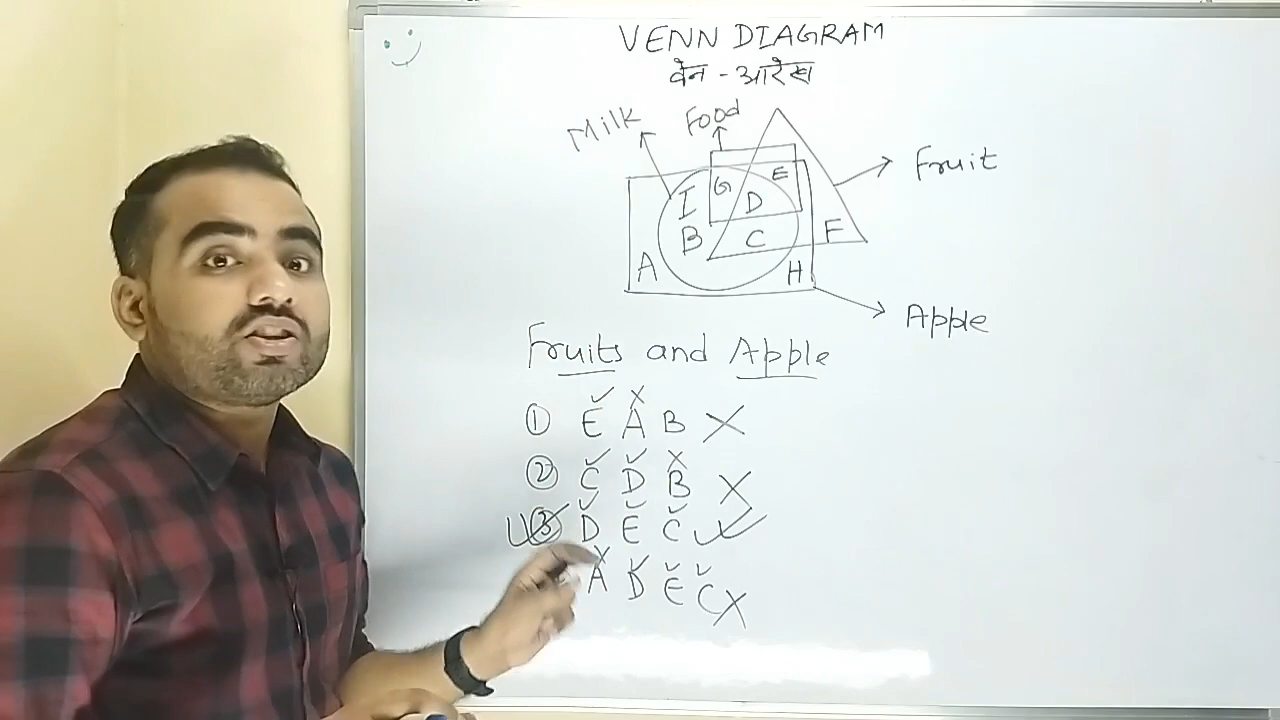 VENN DIAGRAM
वेन - आरेख
Milk
Food
Fruit
G
E
I
D
B
C
F
A
H
Apple
Fruits and Apple
① E A B
② C D B
③ D E C
A D E C